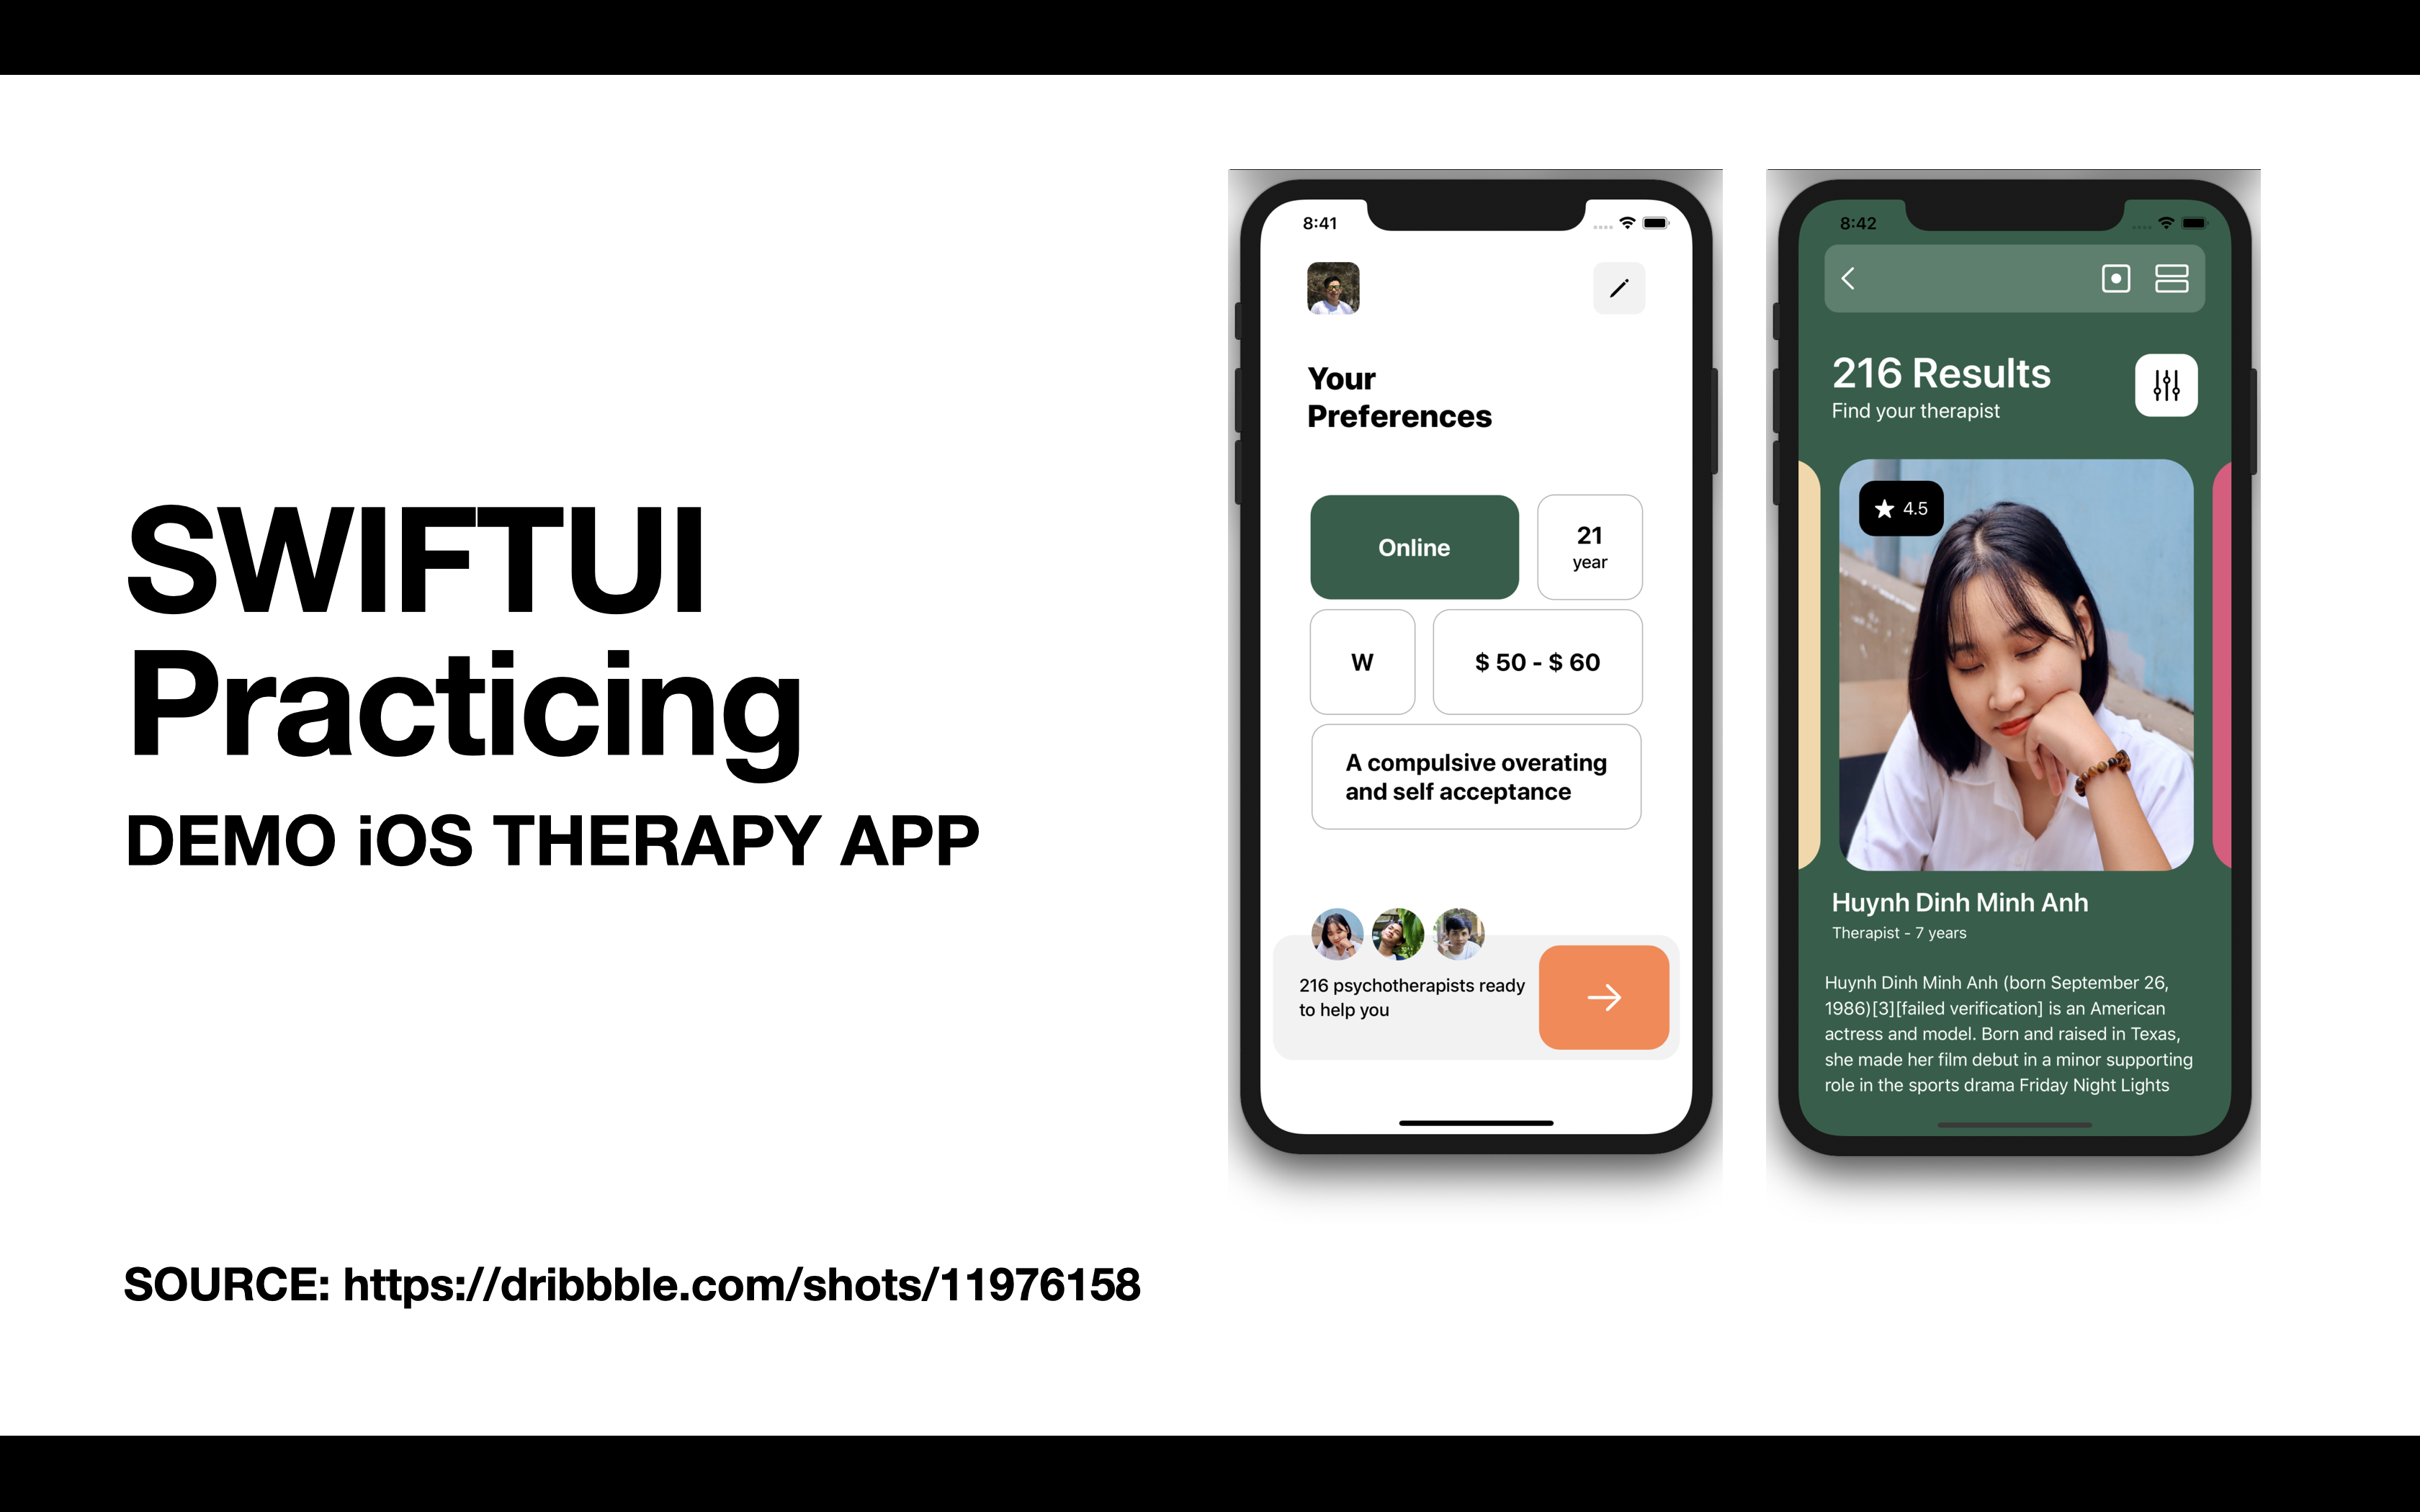 SWIFTUI
Practicing
DEMO iOS THERAPY APP
SOURCE: https://dribbble.com/shots/11976158
8:41
Your
Preferences
Online
21
year
W
$ 50 - $ 60
A compulsive overating
and self acceptance
216 psychotherapists ready
to help you
8:42
216 Results
Find your therapist
4.5
Huynh Dinh Minh Anh
Therapist - 7 years
Huynh Dinh Minh Anh (born September 26,
1986)[3][failed verification] is an American
actress and model. Born and raised in Texas,
she made her film debut in a minor supporting
role in the sports drama Friday Night Lights